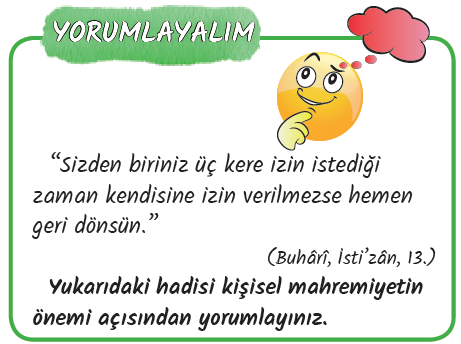 YORUMLAYALIM
“Sizden biriniz üç kere izin istediği
zaman kendisine izin verilmezse hemen
geri dönsün.”
(Buhârî, İsti’zân, 13.)
Yukarıdaki hadisi kişisel mahremiyetin
önemi açısından yorumlayınız.